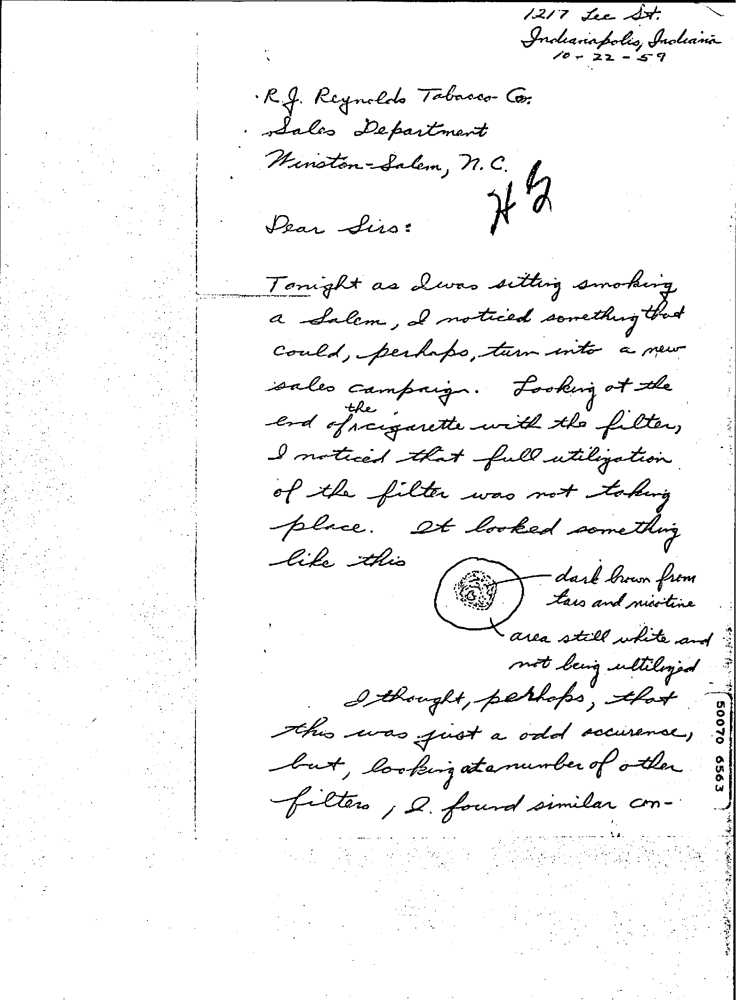 1217 Lee St.
Indianapolis, Indiana
10-22-59
R.J. Reynolds Tobacco Co.
Sales Department
Winston-Salem, N.C.
Dear Sirs:
Tonight as I was sitting smoking
a Salem, I noticed something that
could, perhaps, turn into a new
sales campaign. Looking at the
end of the cigarette with the filter,
I noticed that full utilization
of the filter was not taking
place. It looked something
like this
dark brown from
tars and nicotine
area still white and
not being ultilized
I thought, perhaps, that
this was just a odd occurense,
but, looking at a number of other
filters, I found similar con-
50070 6563